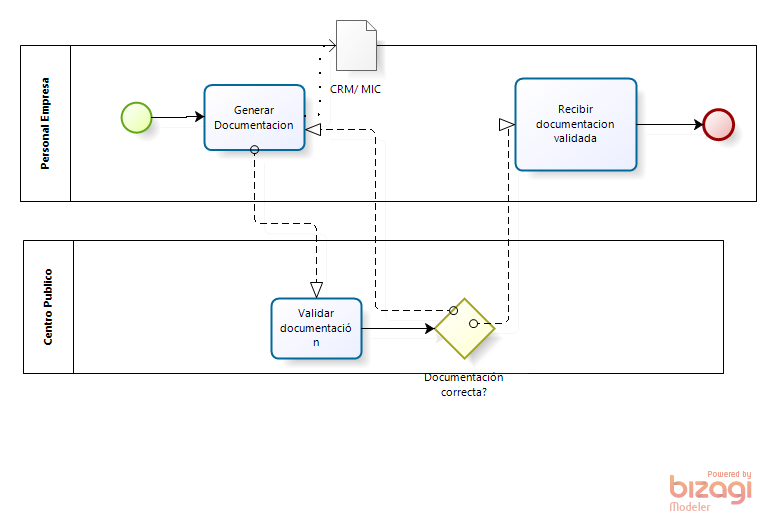 Personal Empresa
Generar
Documentacion
CRM/ MIC
Recibir
documentacion
validada
Centro Publico
Validar
documentació
n
Documentación
correcta?
Powered by
bizagi
Modeler